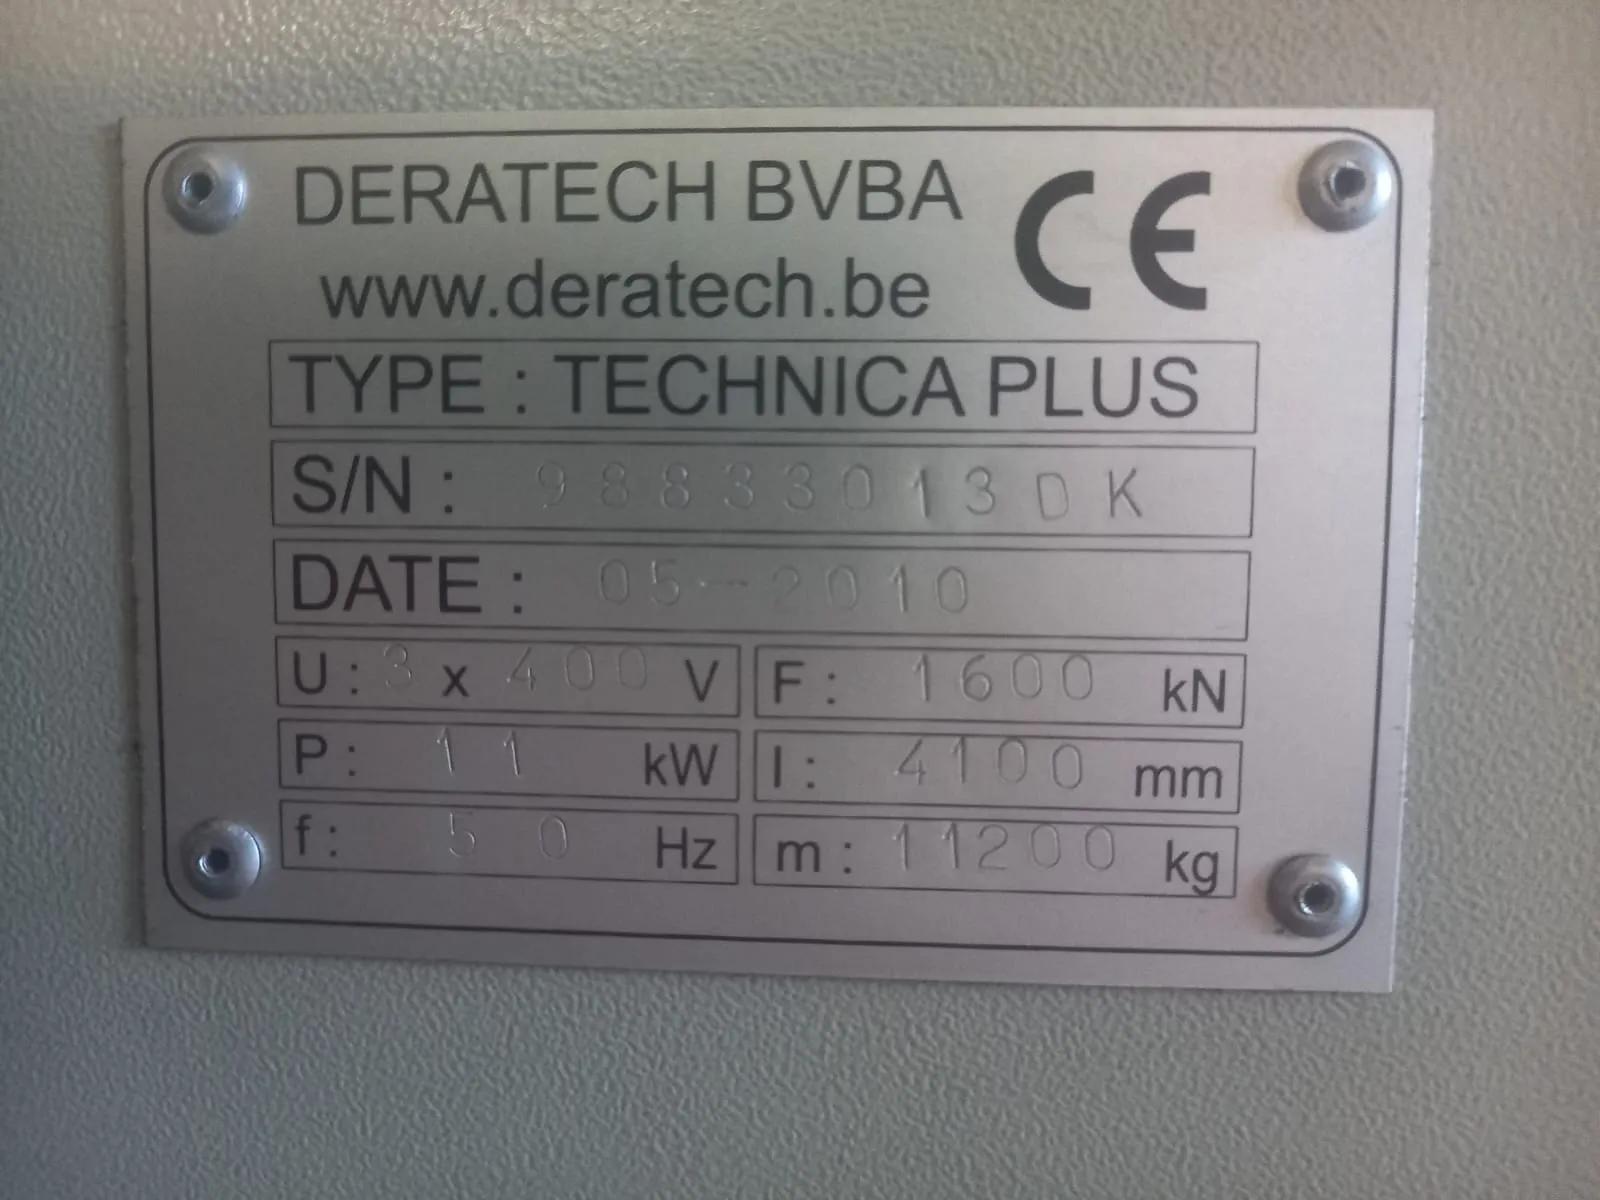 DERATECH BVBA CE
www.deratech.be
TYPE : TECHNICA PLUS
S/N : 98833013DK
DATE : 05-2010
U : 3 x 400 V F : 1600 kN
P : 11 kW l : 4100 mm
f : 50 Hz m : 11200 kg